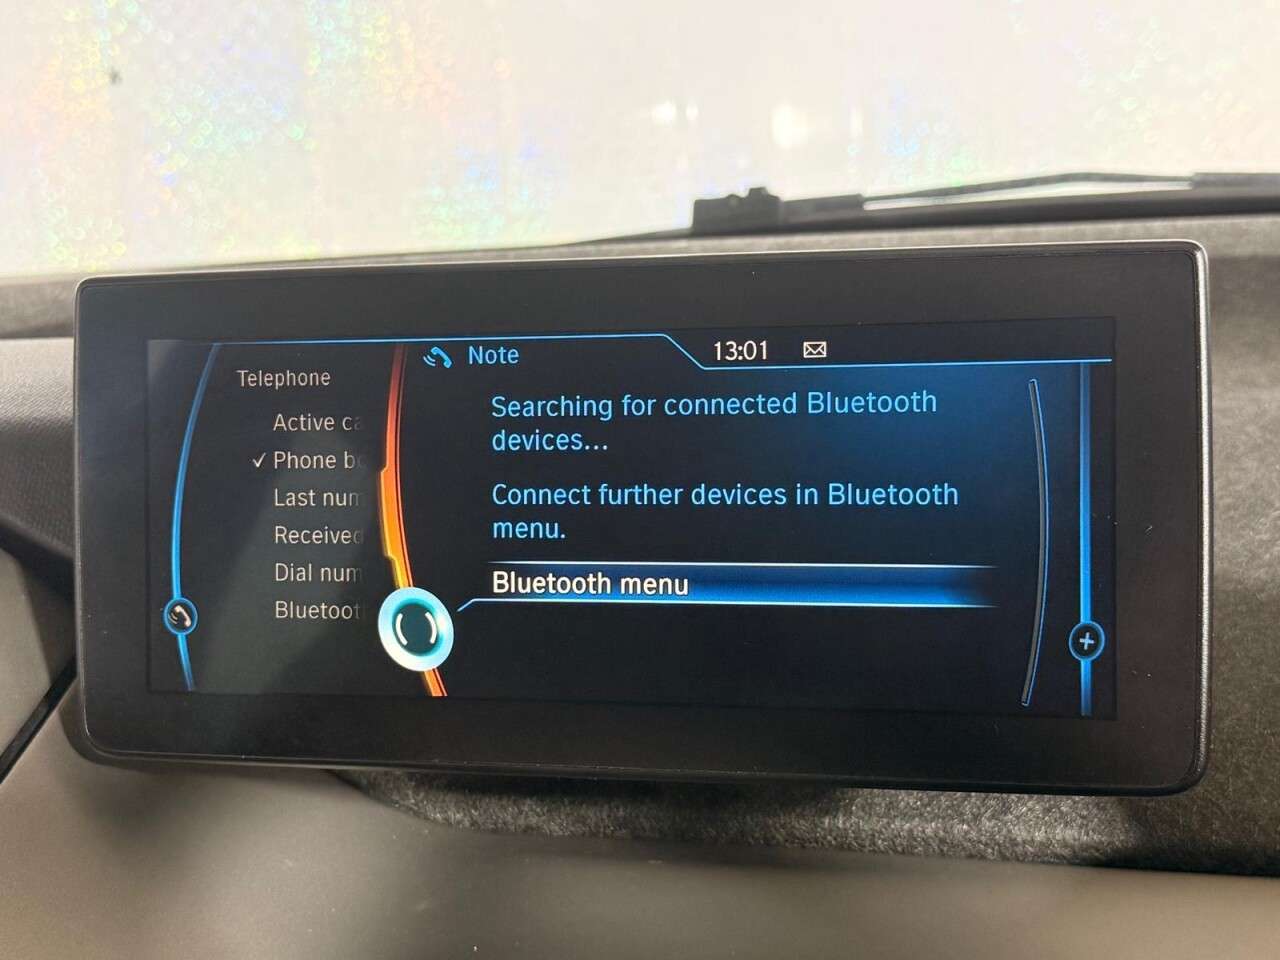 Note
13:01
Telephone
Active ca
✓ Phone bo
Last num
Received
Dial num
Bluetoot
Searching for connected Bluetooth
devices...
Connect further devices in Bluetooth
menu.
Bluetooth menu